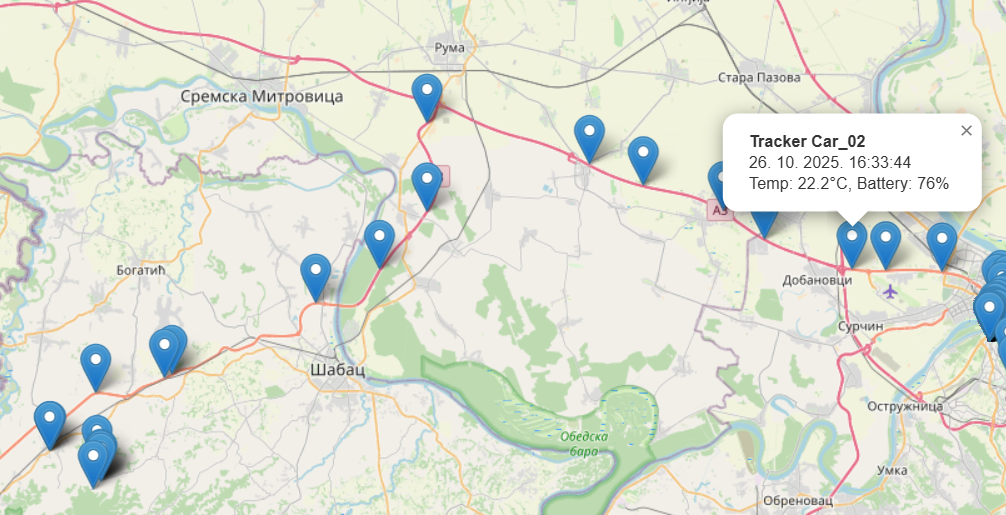 Рума
Стара Пазова
Сремска Митровица
Tracker Car_02
×
26. 10. 2025. 16:33:44
Temp: 22.2°C, Battery: 76%
A3
Богатић
Добановци
Сурчин
Шабац
Остружница
Обедска
бара
Умка
Обреновац